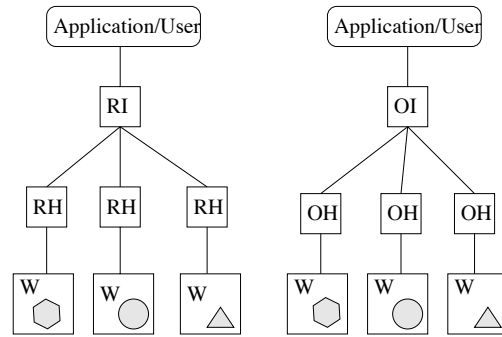 Application/User Application/User
RI OI
RH RH RH OH OH OH
W W W W W W